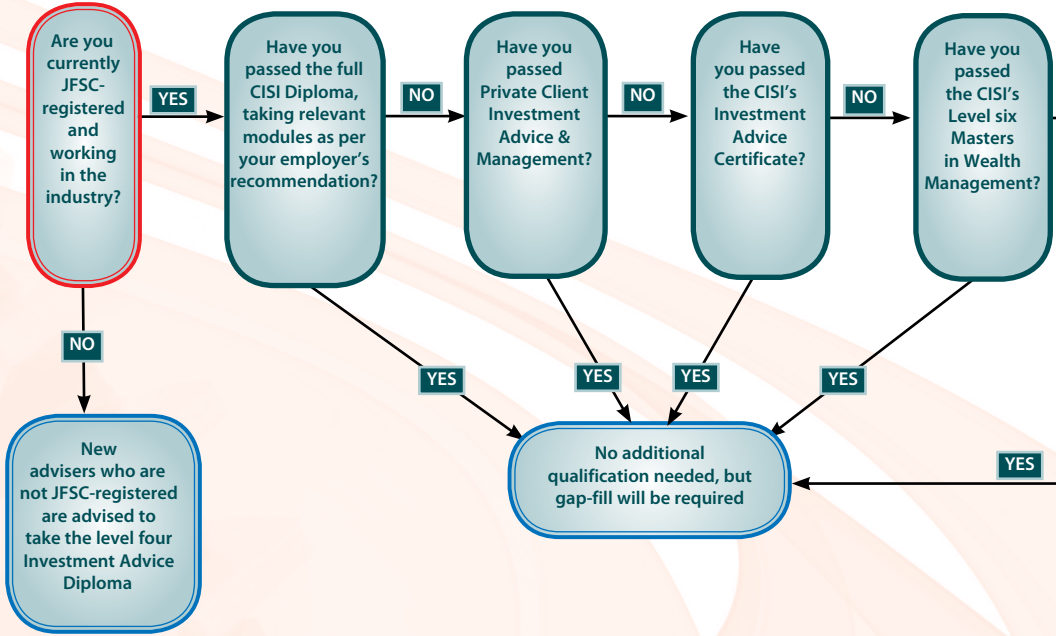 Are you
currently
JFSC-
registered
and
working
in the
industry?
YES
Have you
passed the full
CISI Diploma,
taking relevant
modules as per
your employer's
recommendation?
NO
Have you
passed
Private Client
Investment
Advice &
Management?
NO
Have
you passed
the CISI's
Investment
Advice
Certificate?
NO
Have you
passed
the CISI's
Level six
Masters
in Wealth
Management?
NO
YES
YES
YES
YES
New
advisers who are
not JFSC-registered
are advised to
take the level four
Investment Advice
Diploma
No additional
qualification needed, but
gap-fill will be required
YES